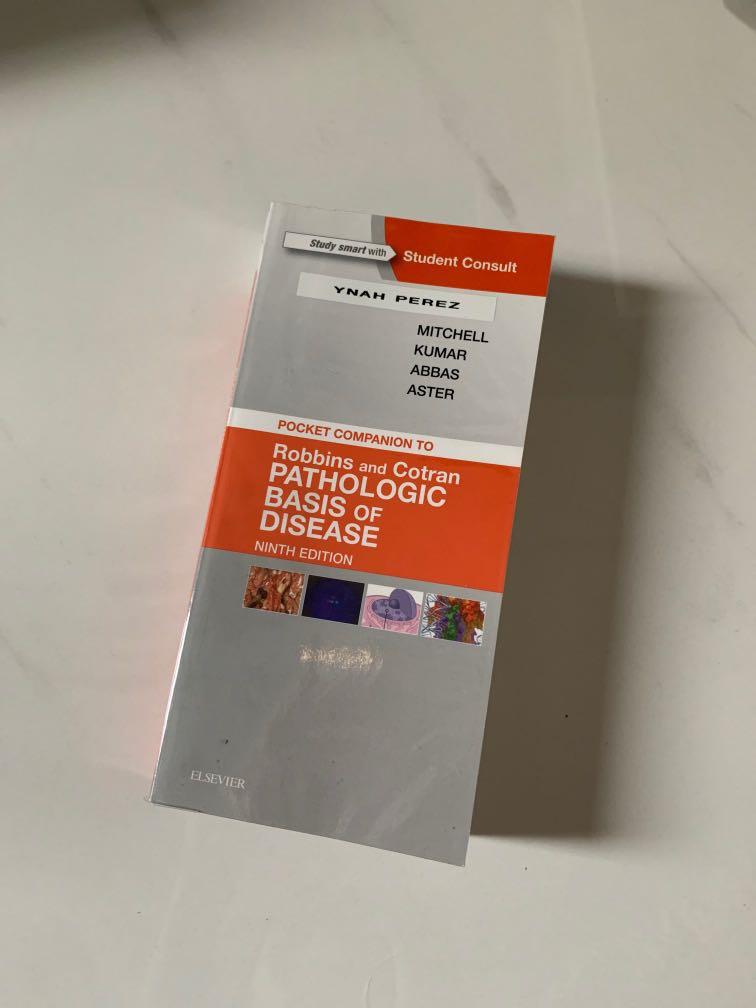 Study smart with
Student Consult
YNAH PEREZ
MITCHELL
KUMAR
ABBAS
ASTER
POCKET COMPANION TO
Robbins and Cotran
PATHOLOGIC
BASIS OF
DISEASE
NINTH EDITION
ELSEVIER